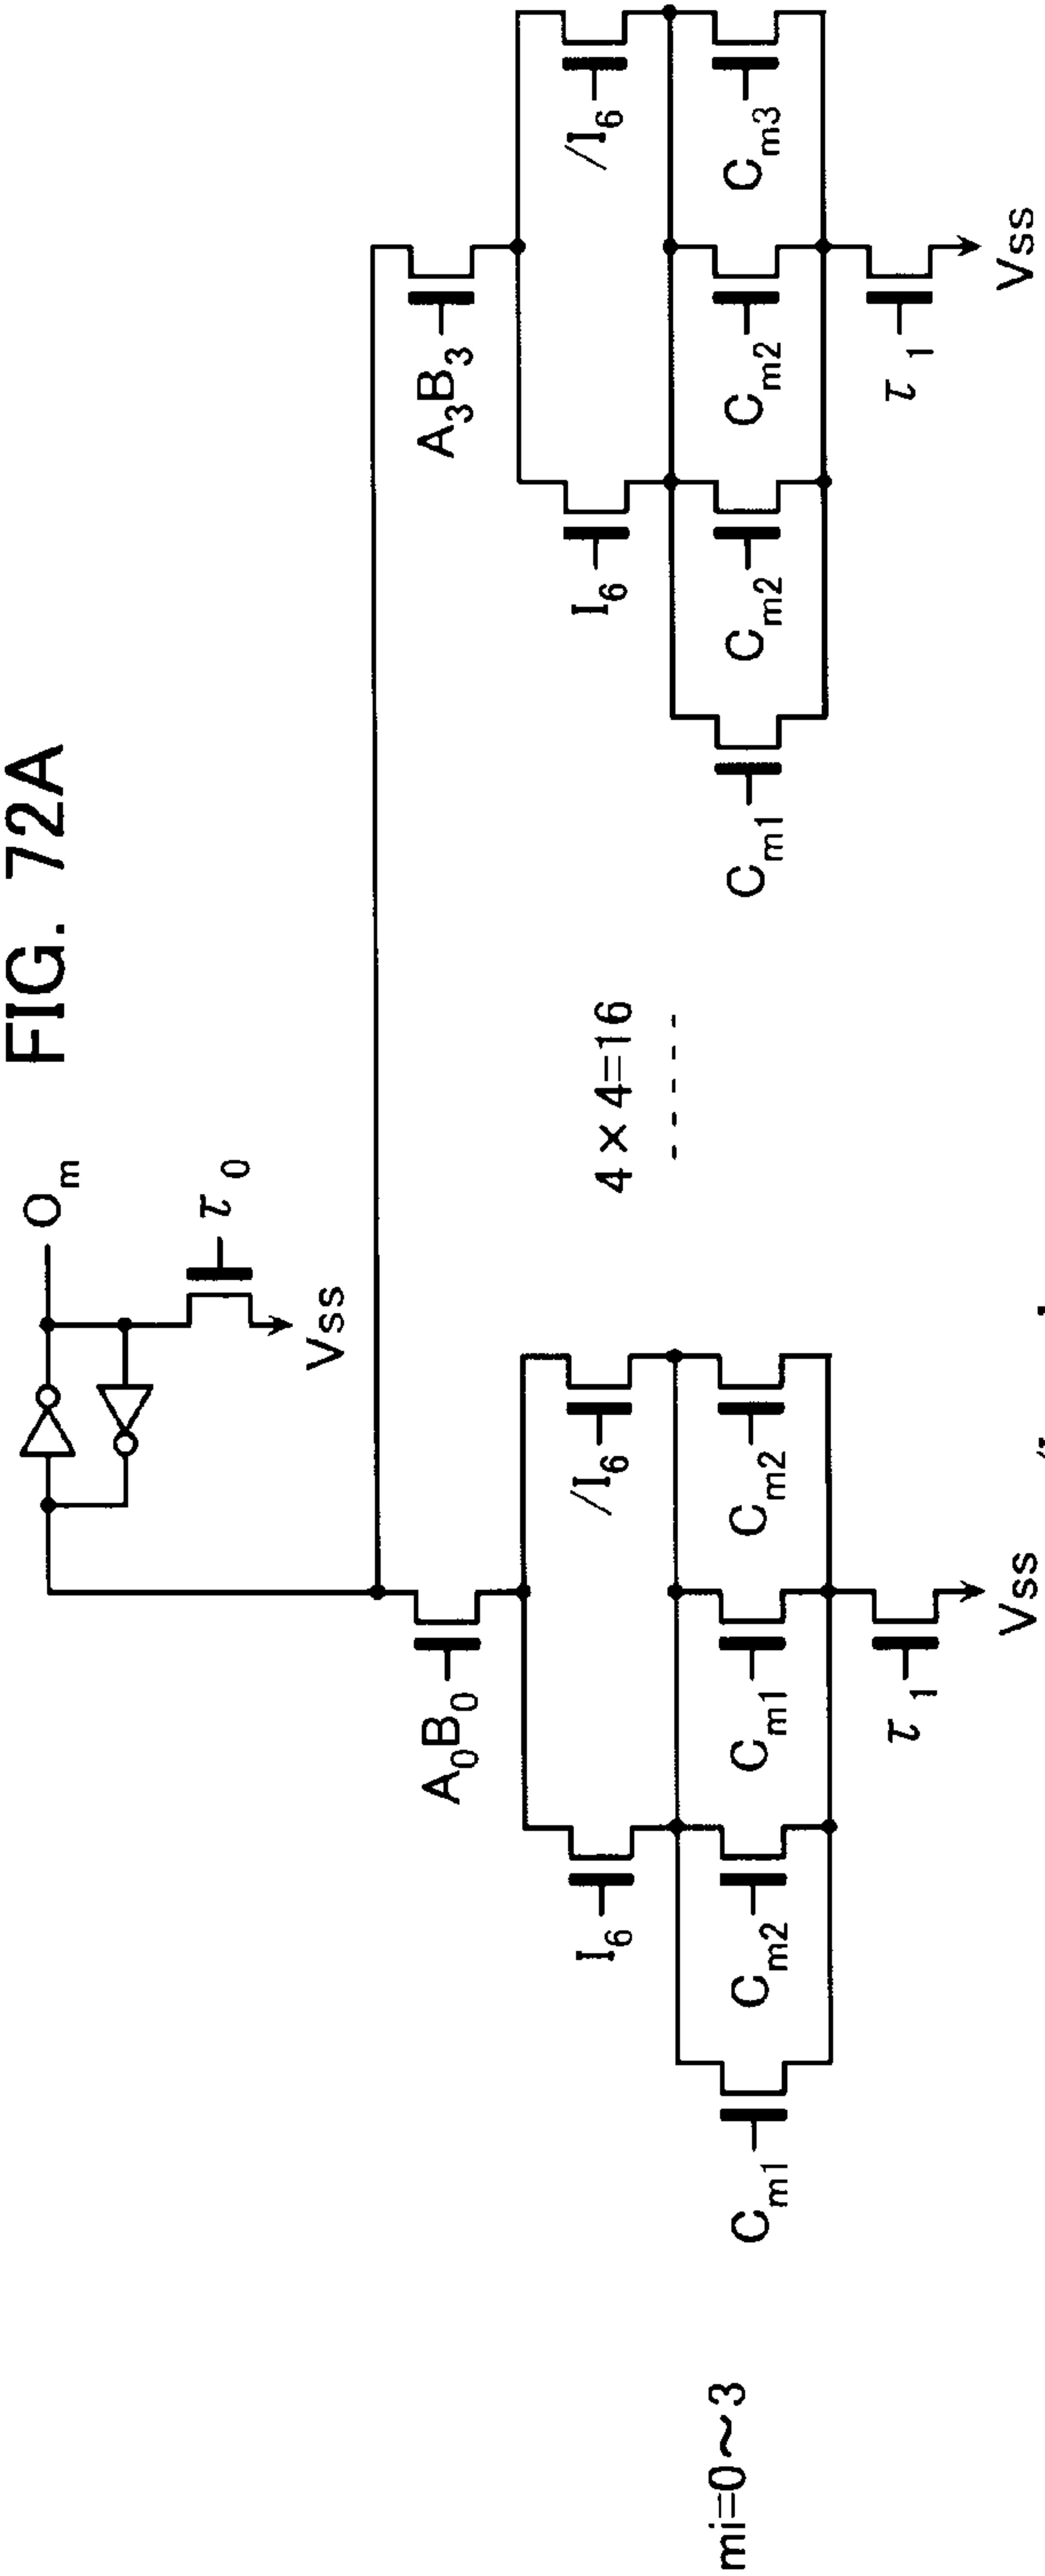 FIG. 72A
O_m
τ_0
Vss
A_0B_0
A_3B_3
I_6
/I_6
4×4=16
I_6
/I_6
mi=0~3
C_m1
C_m2
C_m1
C_m2
C_m1
C_m2
C_m2
C_m3
τ_1
τ_1
Vss
Vss